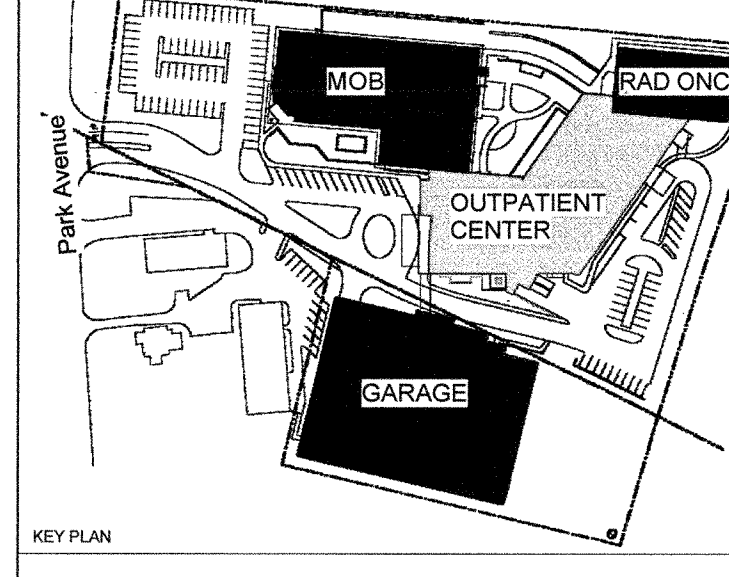 MOB
RAD ONC
Park Avenue'
OUTPATIENT
CENTER
GARAGE
KEY PLAN